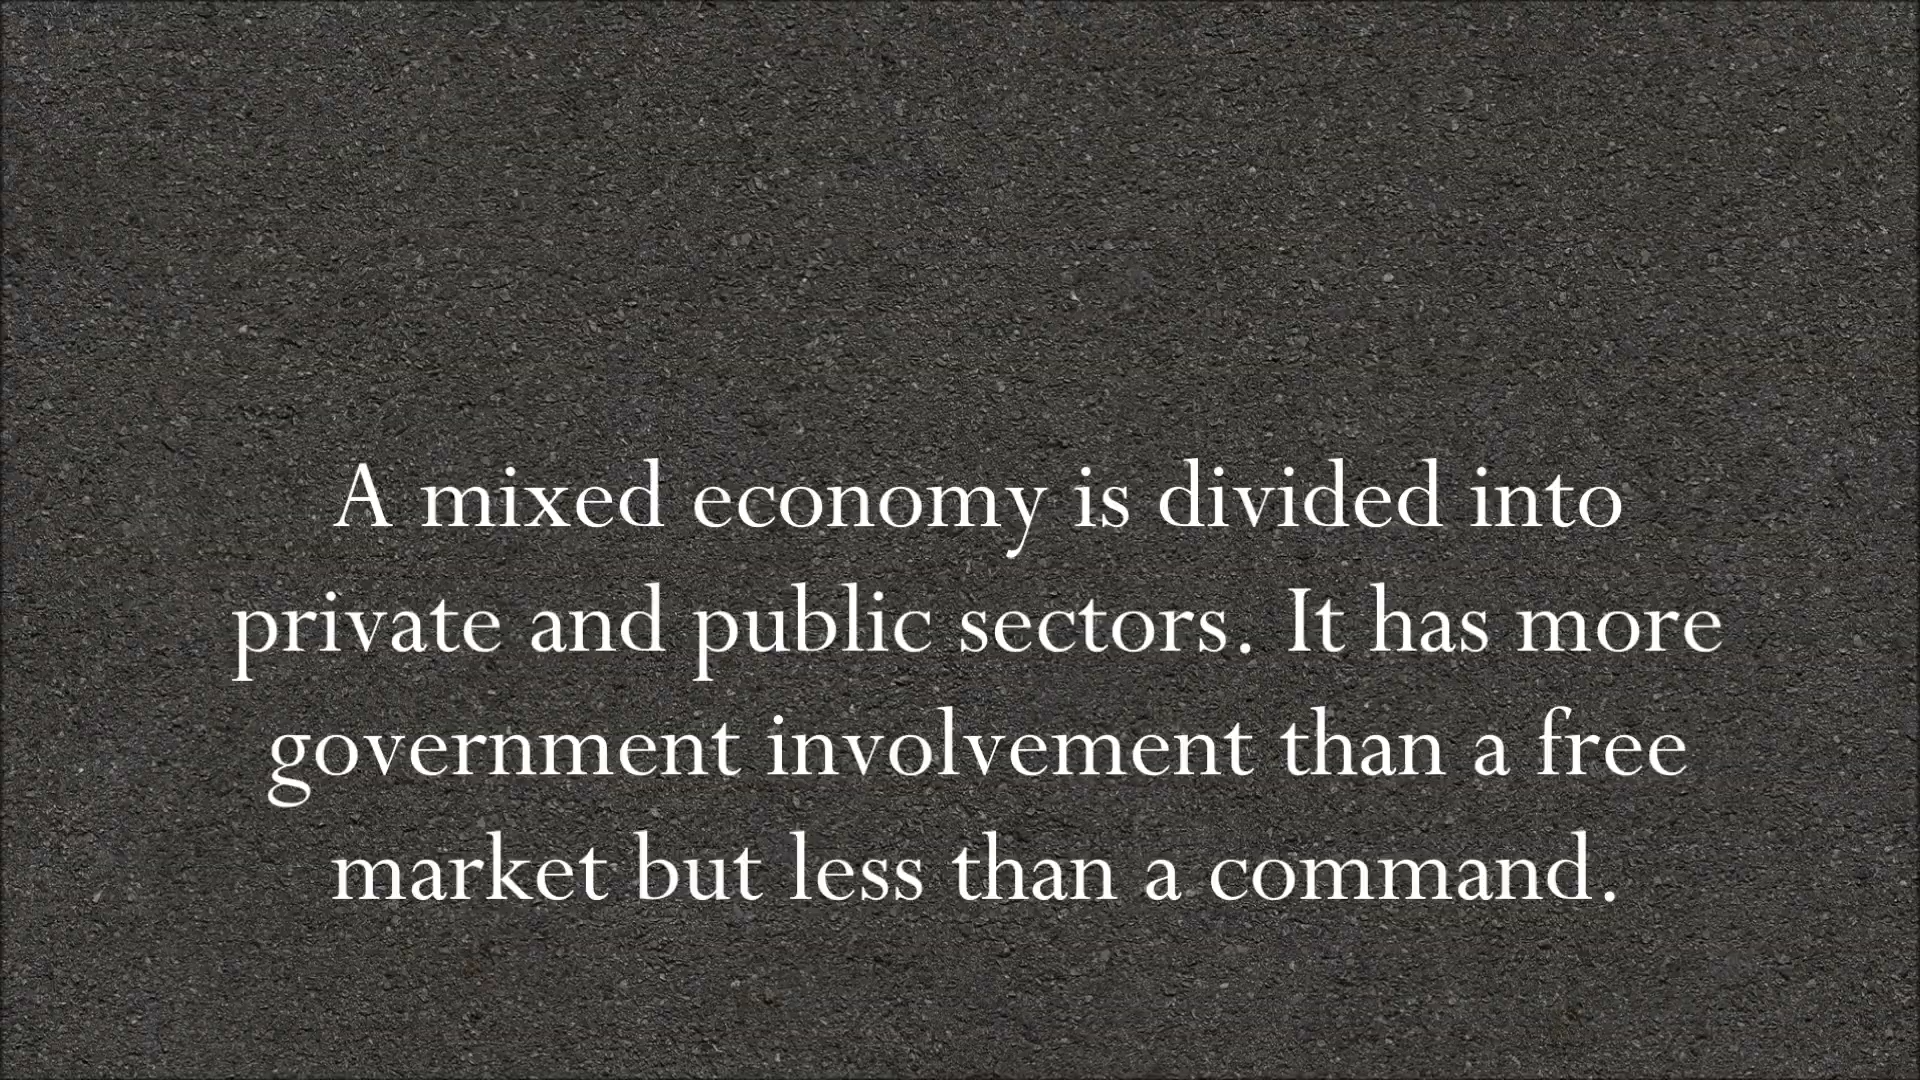 A mixed economy is divided into
private and public sectors. It has more
government involvement than a free
market but less than a command.